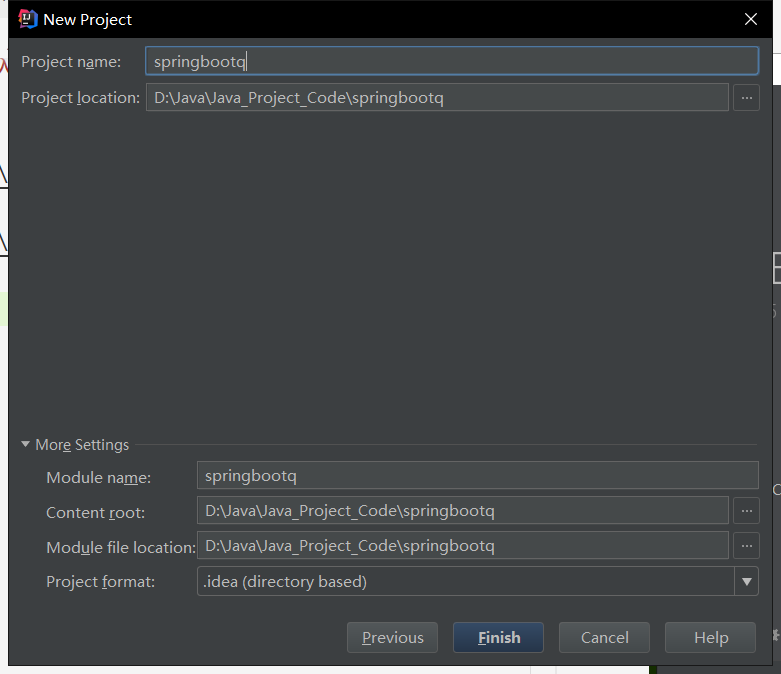 New Project
Project name: springbootq
Project location: D:\Java\Java_Project_Code\springbootq ...
More Settings
Module name: springbootq
Content root: D:\Java\Java_Project_Code\springbootq ...
Module file location: D:\Java\Java_Project_Code\springbootq ...
Project format: .idea (directory based)
Previous Finish Cancel Help